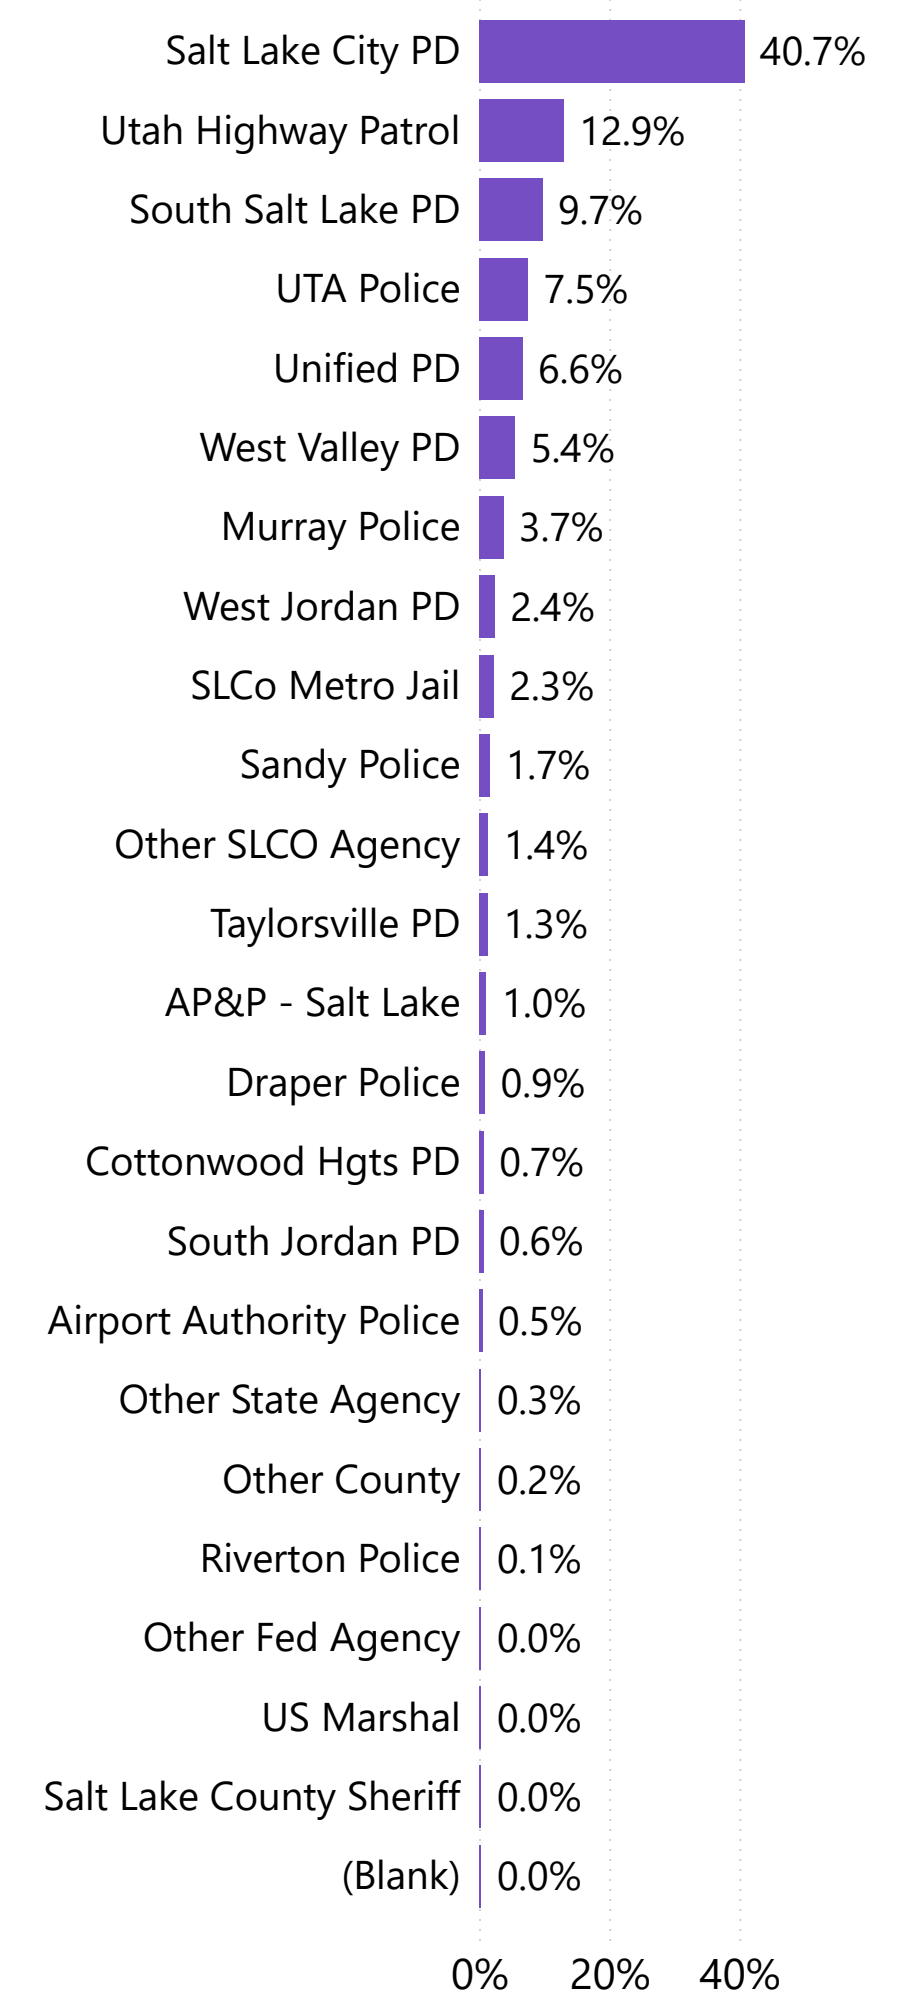 Salt Lake City PD 40.7%
Utah Highway Patrol 12.9%
South Salt Lake PD 9.7%
UTA Police 7.5%
Unified PD 6.6%
West Valley PD 5.4%
Murray Police 3.7%
West Jordan PD 2.4%
SLCo Metro Jail 2.3%
Sandy Police 1.7%
Other SLCO Agency 1.4%
Taylorsville PD 1.3%
AP&P - Salt Lake 1.0%
Draper Police 0.9%
Cottonwood Hgts PD 0.7%
South Jordan PD 0.6%
Airport Authority Police 0.5%
Other State Agency 0.3%
Other County 0.2%
Riverton Police 0.1%
Other Fed Agency 0.0%
US Marshal 0.0%
Salt Lake County Sheriff 0.0%
(Blank) 0.0%
0% 20% 40%